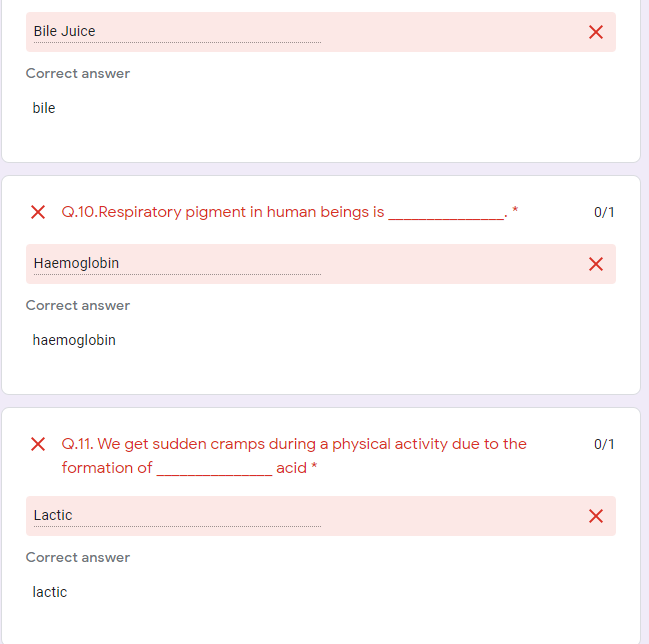 Bile Juice
Correct answer
bile
Q.10.Respiratory pigment in human beings is _______________. *
0/1
Haemoglobin
Correct answer
haemoglobin
Q.11. We get sudden cramps during a physical activity due to the
0/1
formation of _______________ acid *
Lactic
Correct answer
lactic